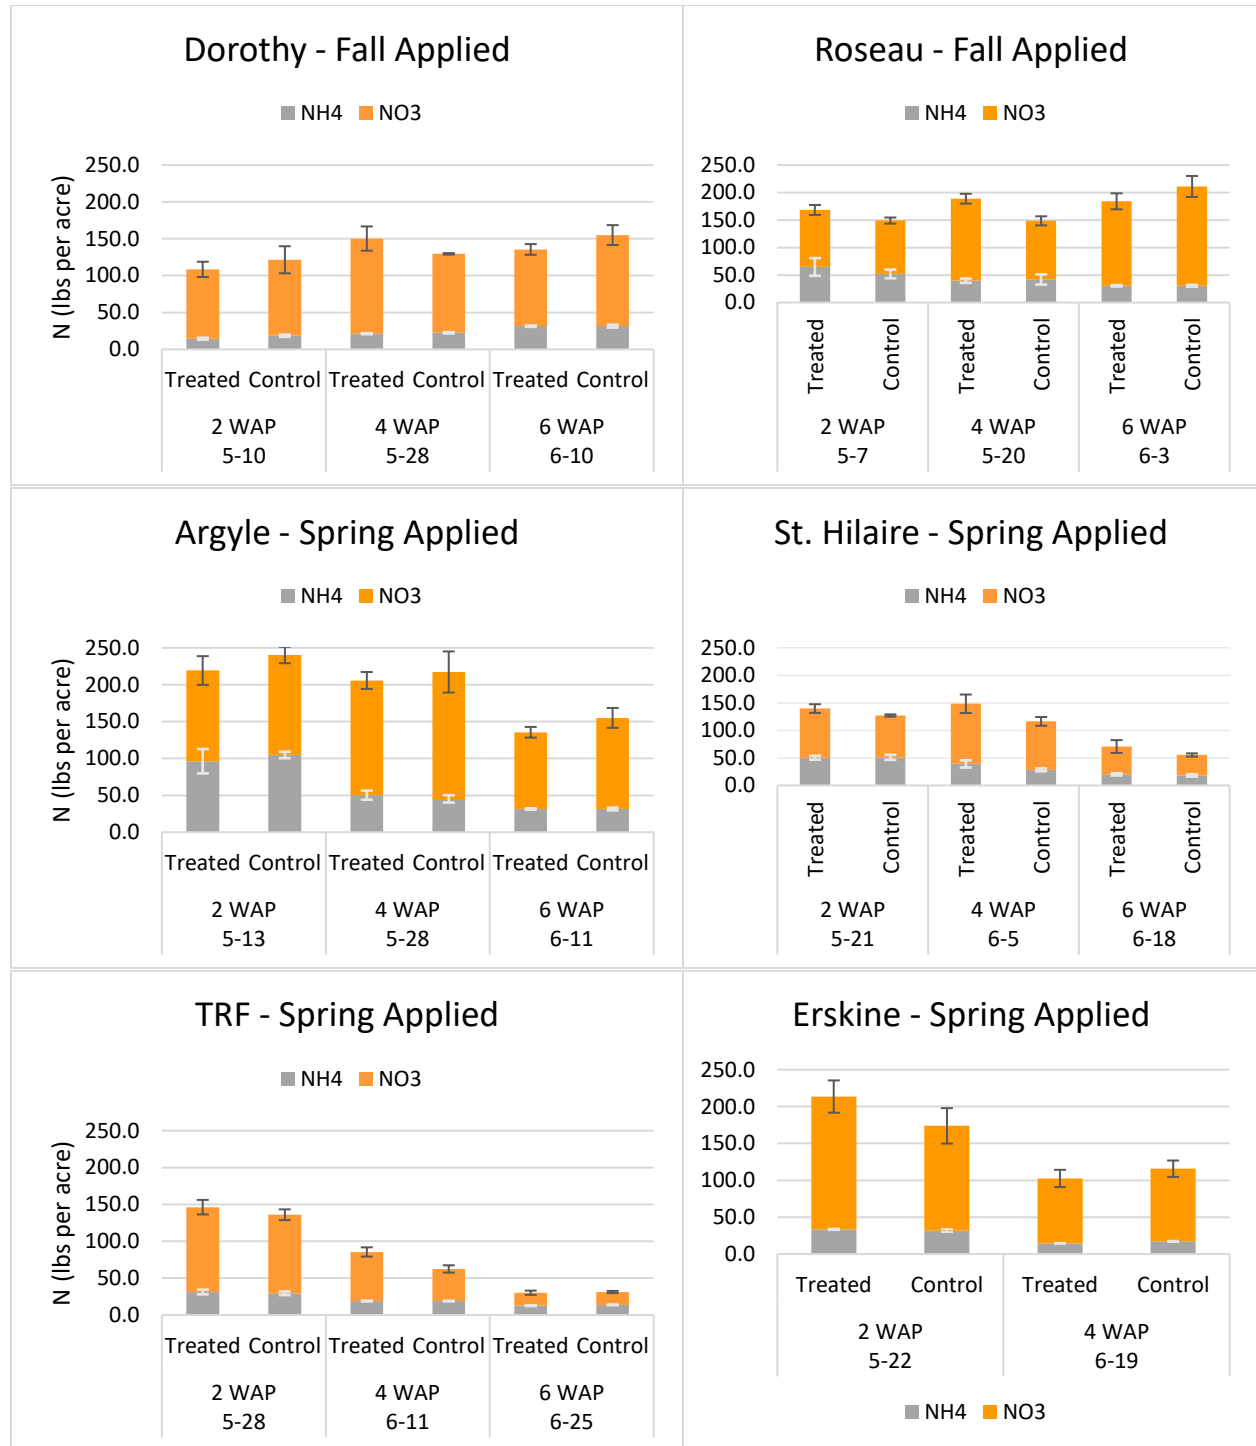 Dorothy - Fall Applied
NH4 NO3
N (lbs per acre)
250.0
200.0
150.0
100.0
50.0
0.0
Treated Control Treated Control Treated Control
2 WAP 4 WAP 6 WAP
5-10 5-28 6-10
Roseau - Fall Applied
NH4 NO3
250.0
200.0
150.0
100.0
50.0
0.0
Treated Control Treated Control Treated Control
2 WAP 4 WAP 6 WAP
5-7 5-20 6-3
Argyle - Spring Applied
NH4 NO3
N (lbs per acre)
250.0
200.0
150.0
100.0
50.0
0.0
Treated Control Treated Control Treated Control
2 WAP 4 WAP 6 WAP
5-13 5-28 6-11
St. Hilaire - Spring Applied
NH4 NO3
250.0
200.0
150.0
100.0
50.0
0.0
Treated Control Treated Control Treated Control
2 WAP 4 WAP 6 WAP
5-21 6-5 6-18
TRF - Spring Applied
NH4 NO3
N (lbs per acre)
250.0
200.0
150.0
100.0
50.0
0.0
Treated Control Treated Control Treated Control
2 WAP 4 WAP 6 WAP
5-28 6-11 6-25
Erskine - Spring Applied
250.0
200.0
150.0
100.0
50.0
0.0
Treated Control Treated Control
2 WAP 4 WAP
5-22 6-19
NH4 NO3